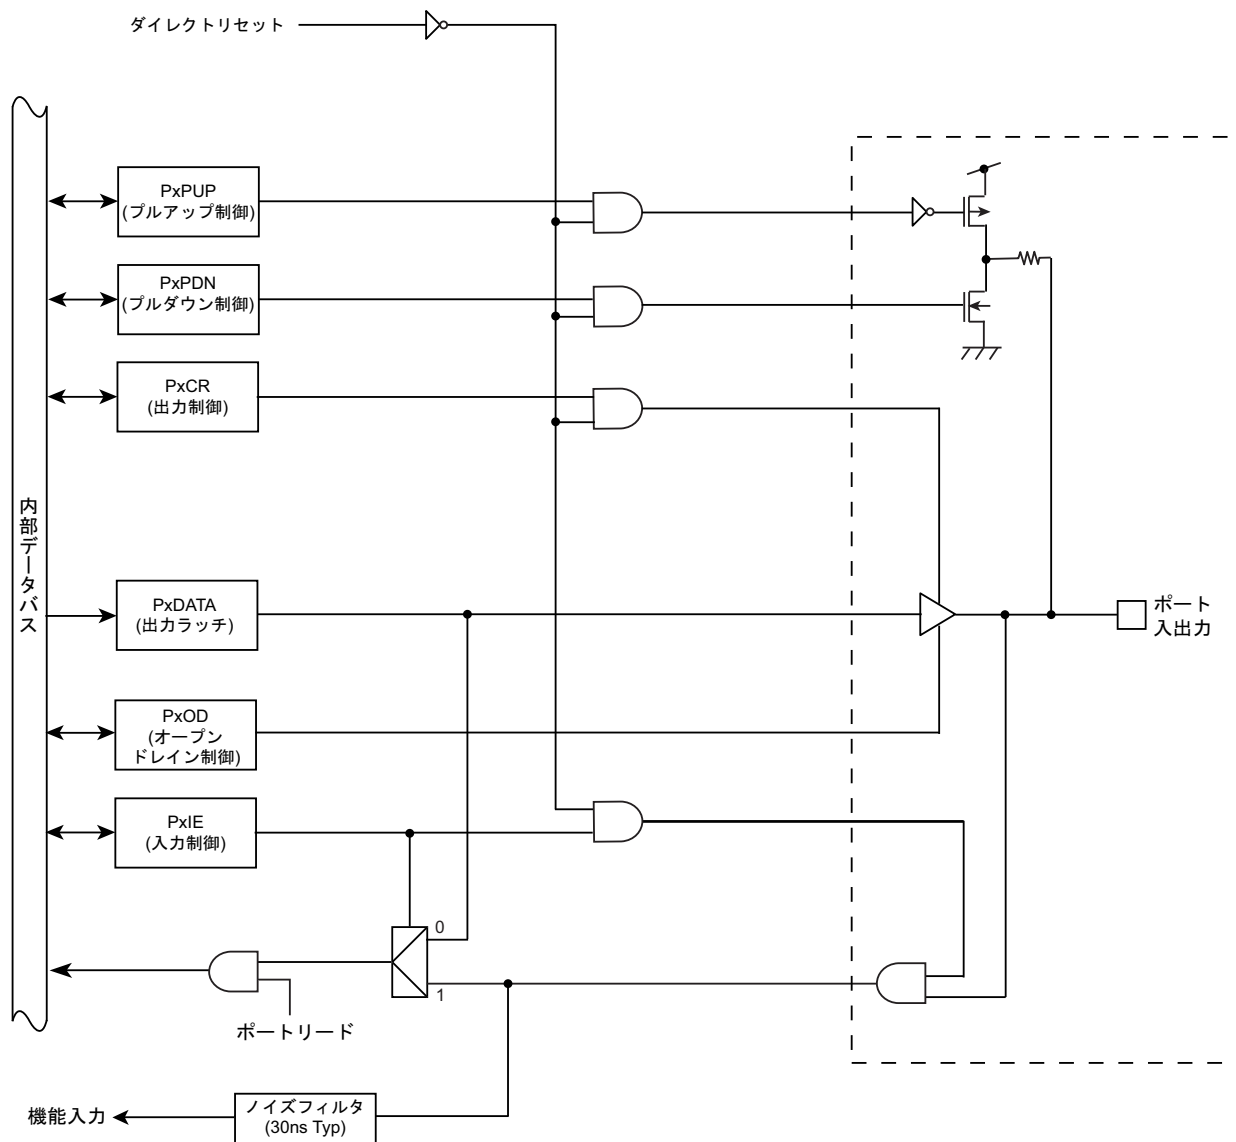 ダイレクトリセット
PxPUP
(プルアップ制御)
PxPDN
(プルダウン制御)
PxCR
(出力制御)
内部データバス
PxDATA
(出力ラッチ)
ポート
入出力
PxOD
(オープン
ドレイン制御)
PxIE
(入力制御)
0
1
ポートリード
機能入力
ノイズフィルタ
(30ns Typ)